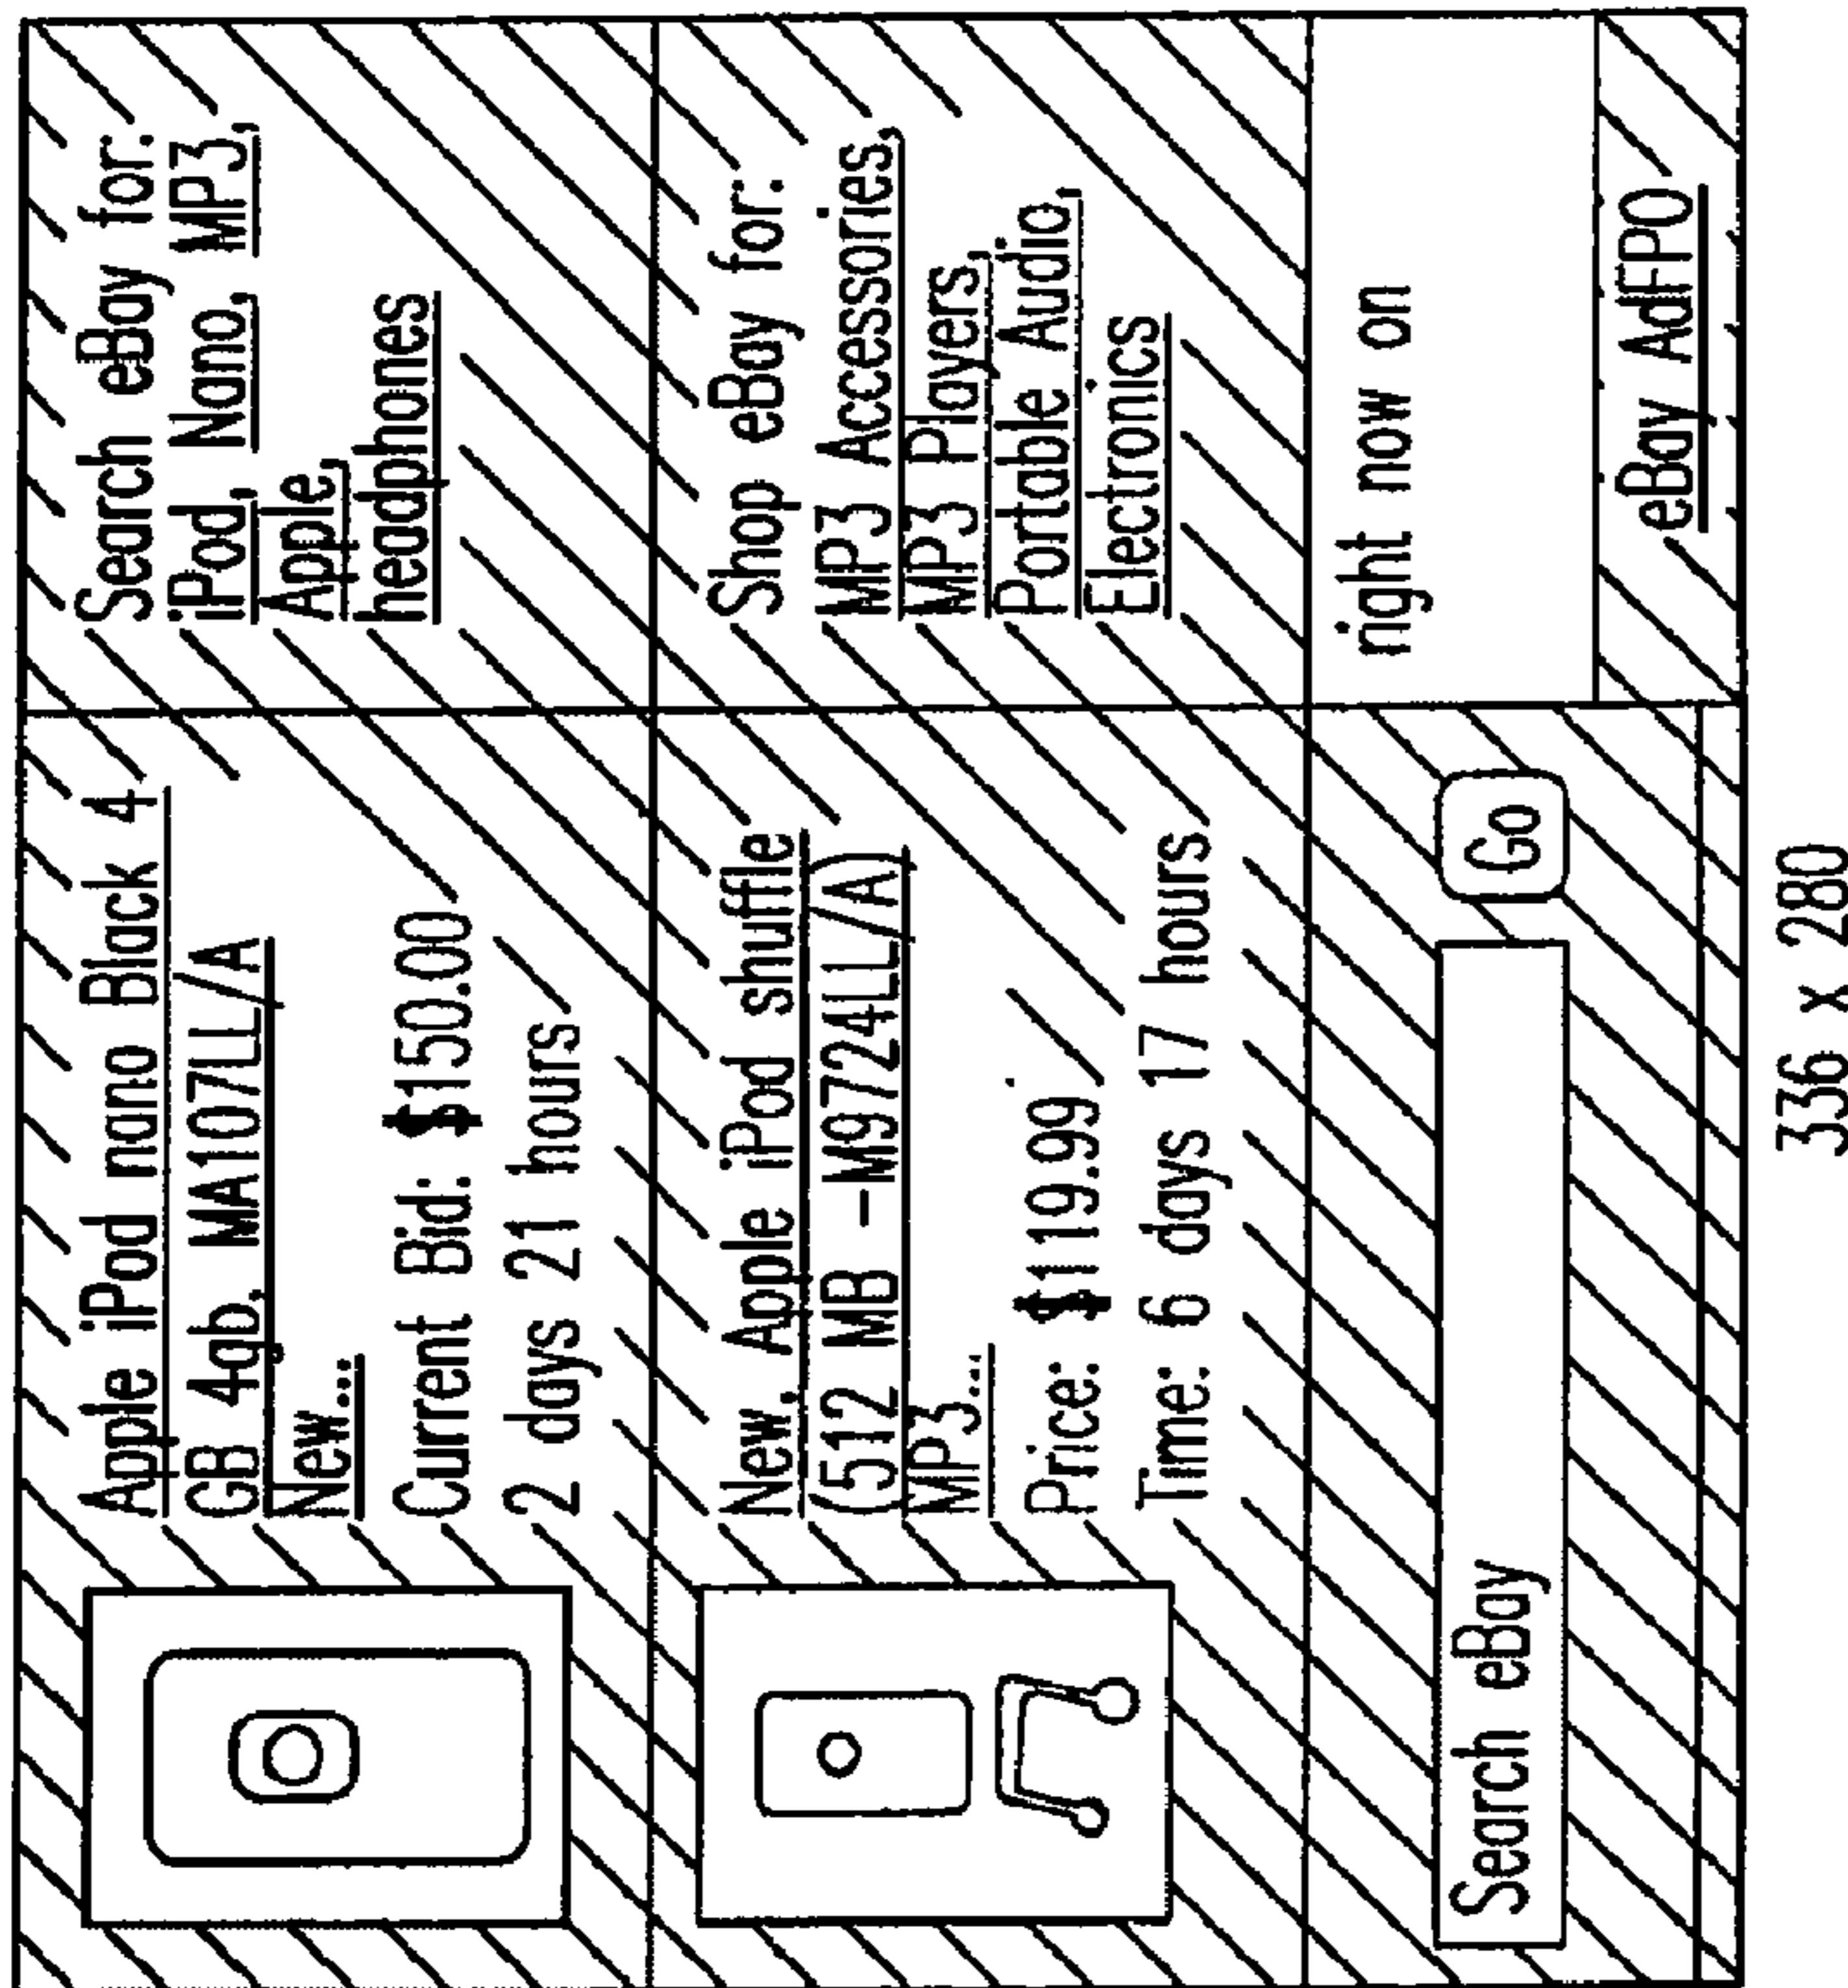 Apple iPod nano Black 4
GB 4gb, MA107LL/A
New...
Current Bid: $150.00
2 days 21 hours
Search eBay for:
iPod, Nano, MP3,
Apple,
headphones
New, Apple iPod shuffle
(512 MB -M9724LL/A)
MP3...
Price: $119.99
Time: 6 days 17 hours
Shop eBay for:
MP3 Accessories,
MP3 Players,
Portable Audio,
Electronics
Search eBay
Go
right now on
eBay AdFPO
336 x 280